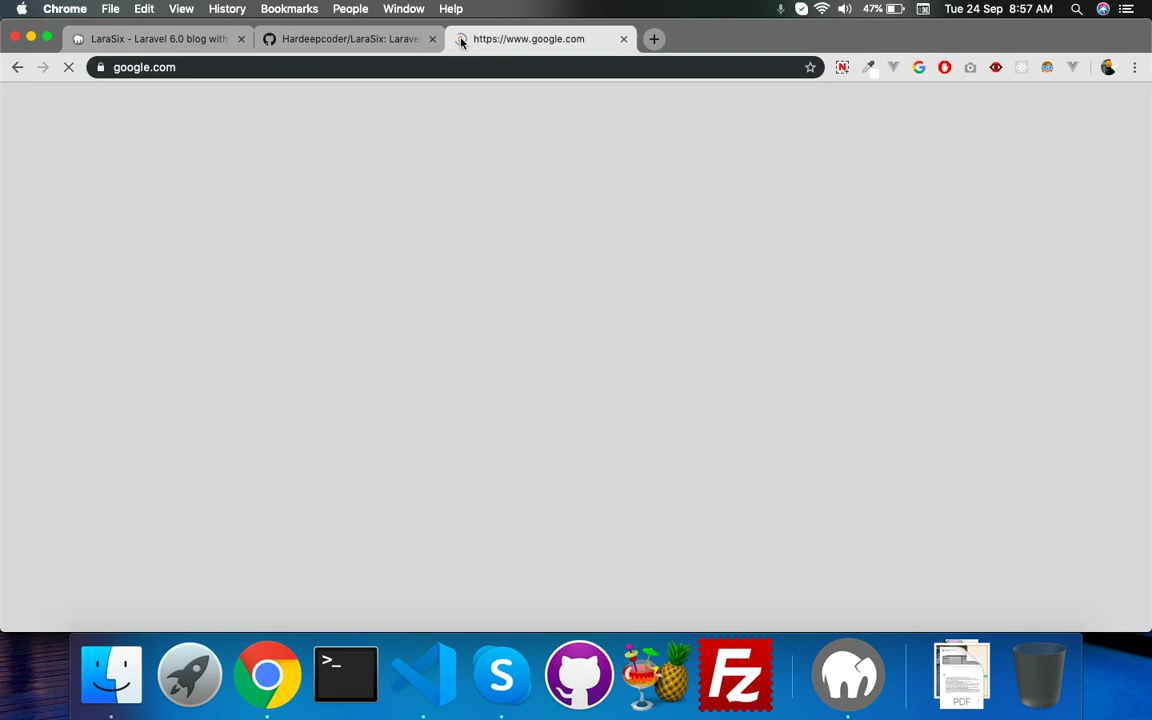 Chrome File Edit View History Bookmarks People Window Help 47% Tue 24 Sep 8:57 AM
LaraSix - Laravel 6.0 blog with Hardeepcoder/LaraSix: Larave https://www.google.com
google.com
>_ S Fz PDF